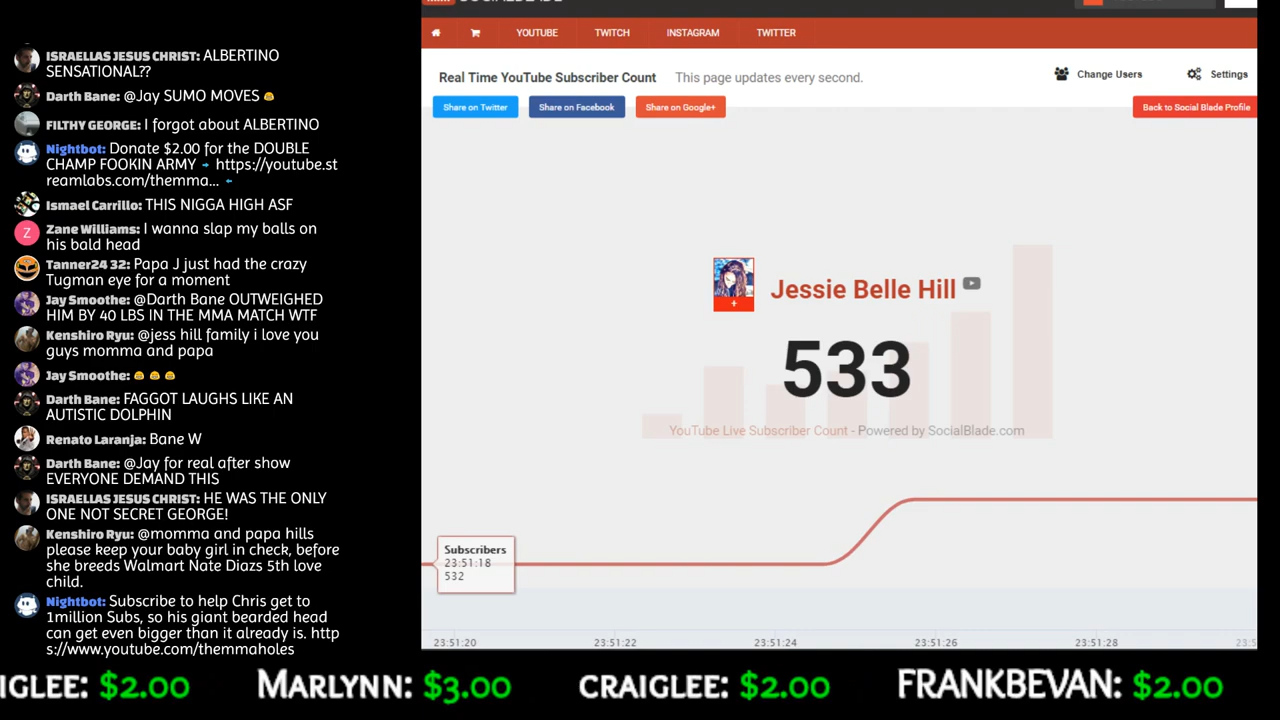 ISRAELLAS JESUS CHRIST: ALBERTINO
SENSATIONAL??
Darth Bane: @Jay SUMO MOVES
FILTHY GEORGE: I forgot about ALBERTINO
Nightbot: Donate $2.00 for the DOUBLE
CHAMP FOOKIN ARMY → https://youtube.st
reamlabs.com/themma... ←
Ismael Carrillo: THIS NIGGA HIGH ASF
Z
Zane Williams: I wanna slap my balls on
his bald head
Tanner24 32: Papa J just had the crazy
Tugman eye for a moment
Jay Smoothe: @Darth Bane OUTWEIGHED
HIM BY 40 LBS IN THE MMA MATCH WTF
Kenshiro Ryu: @jess hill family i love you
guys momma and papa
Jay Smoothe:
Darth Bane: FAGGOT LAUGHS LIKE AN
AUTISTIC DOLPHIN
Renato Laranja: Bane W
Darth Bane: @Jay for real after show
EVERYONE DEMAND THIS
ISRAELLAS JESUS CHRIST: HE WAS THE ONLY
ONE NOT SECRET GEORGE!
Kenshiro Ryu: @momma and papa hills
please keep your baby girl in check, before
she breeds Walmart Nate Diazs 5th love
child.
Nightbot: Subscribe to help Chris get to
1million Subs, so his giant bearded head
can get even bigger than it already is. http
s://www.youtube.com/themmaholes
YOUTUBE TWITCH INSTAGRAM TWITTER
Real Time YouTube Subscriber Count This page updates every second.
Change Users Settings
Share on Twitter Share on Facebook Share on Google+ Back to Social Blade Profile
+
Jessie Belle Hill
533
YouTube Live Subscriber Count - Powered by SocialBlade.com
Subscribers
23:51:18
532
23:51:20 23:51:22 23:51:24 23:51:26 23:51:28 23:5
IGLEE: $2.00 MARLYNN: $3.00 CRAIGLEE: $2.00 FRANKBEVAN: $2.00